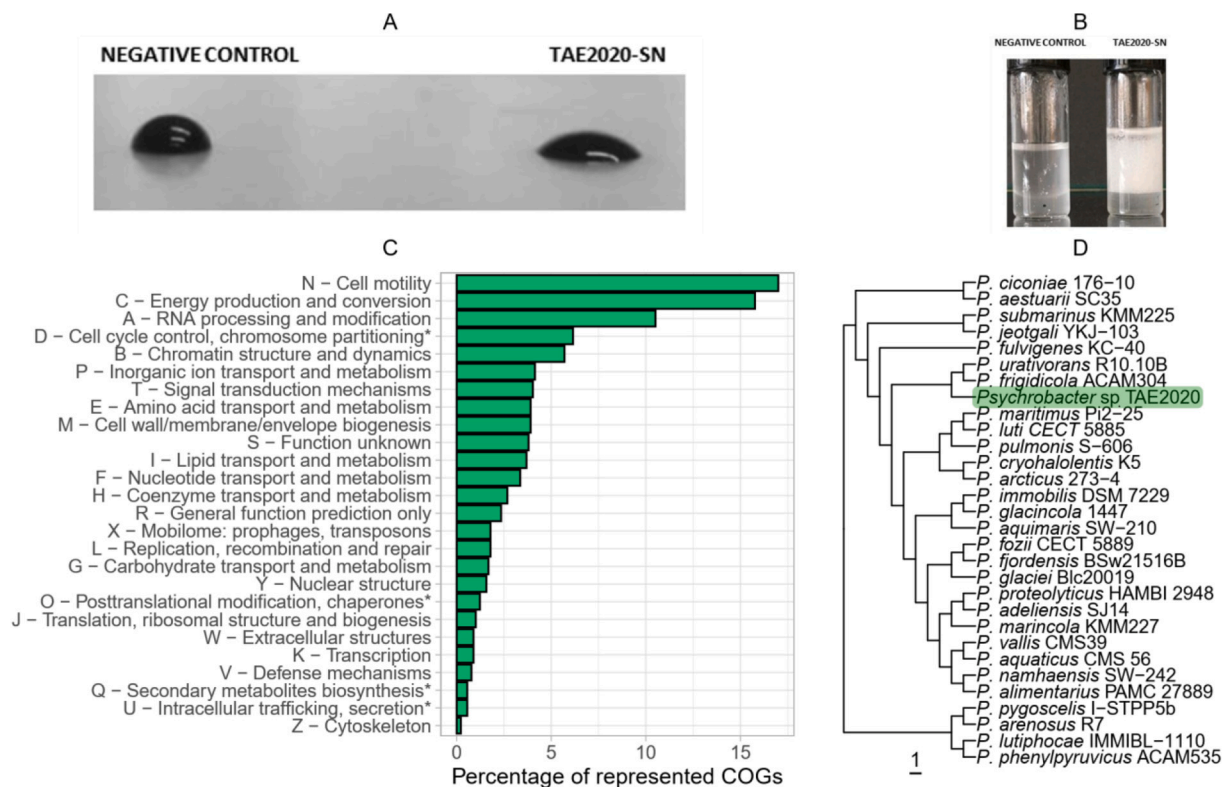 A
B
NEGATIVE CONTROL
TAE2020-SN
NEGATIVE CONTROL
TAE2020-SN
C
D
N − Cell motility
C − Energy production and conversion
A − RNA processing and modification
D − Cell cycle control, chromosome partitioning*
B − Chromatin structure and dynamics
P − Inorganic ion transport and metabolism
T − Signal transduction mechanisms
E − Amino acid transport and metabolism
M − Cell wall/membrane/envelope biogenesis
S − Function unknown
I − Lipid transport and metabolism
F − Nucleotide transport and metabolism
H − Coenzyme transport and metabolism
R − General function prediction only
X − Mobilome: prophages, transposons
L − Replication, recombination and repair
G − Carbohydrate transport and metabolism
Y − Nuclear structure
O − Posttranslational modification, chaperones*
J − Translation, ribosomal structure and biogenesis
W − Extracellular structures
K − Transcription
V − Defense mechanisms
Q − Secondary metabolites biosynthesis*
U − Intracellular trafficking, secretion*
Z − Cytoskeleton
0 5 10 15
Percentage of represented COGs
P. ciconiae 176−10
P. aestuarii SC35
P. submarinus KMM225
P. jeotgali YKJ−103
P. fulvigenes KC−40
P. urativorans R10.10B
P. frigidicola ACAM304
Psychrobacter sp TAE2020
P. maritimus Pi2−25
P. luti CECT 5885
P. pulmonis S−606
P. cryohalolentis K5
P. arcticus 273−4
P. immobilis DSM 7229
P. glacincola 1447
P. aquimaris SW−210
P. fozii CECT 5889
P. fjordensis BSw21516B
P. glaciei Blc20019
P. proteolyticus HAMBI 2948
P. adeliensis SJ14
P. marincola KMM227
P. vallis CMS39
P. aquaticus CMS 56
P. namhaensis SW−242
P. alimentarius PAMC 27889
P. pygoscelis I−STPP5b
P. arenosus R7
P. lutiphocae IMMIBL−1110
P. phenylpyruvicus ACAM535
1